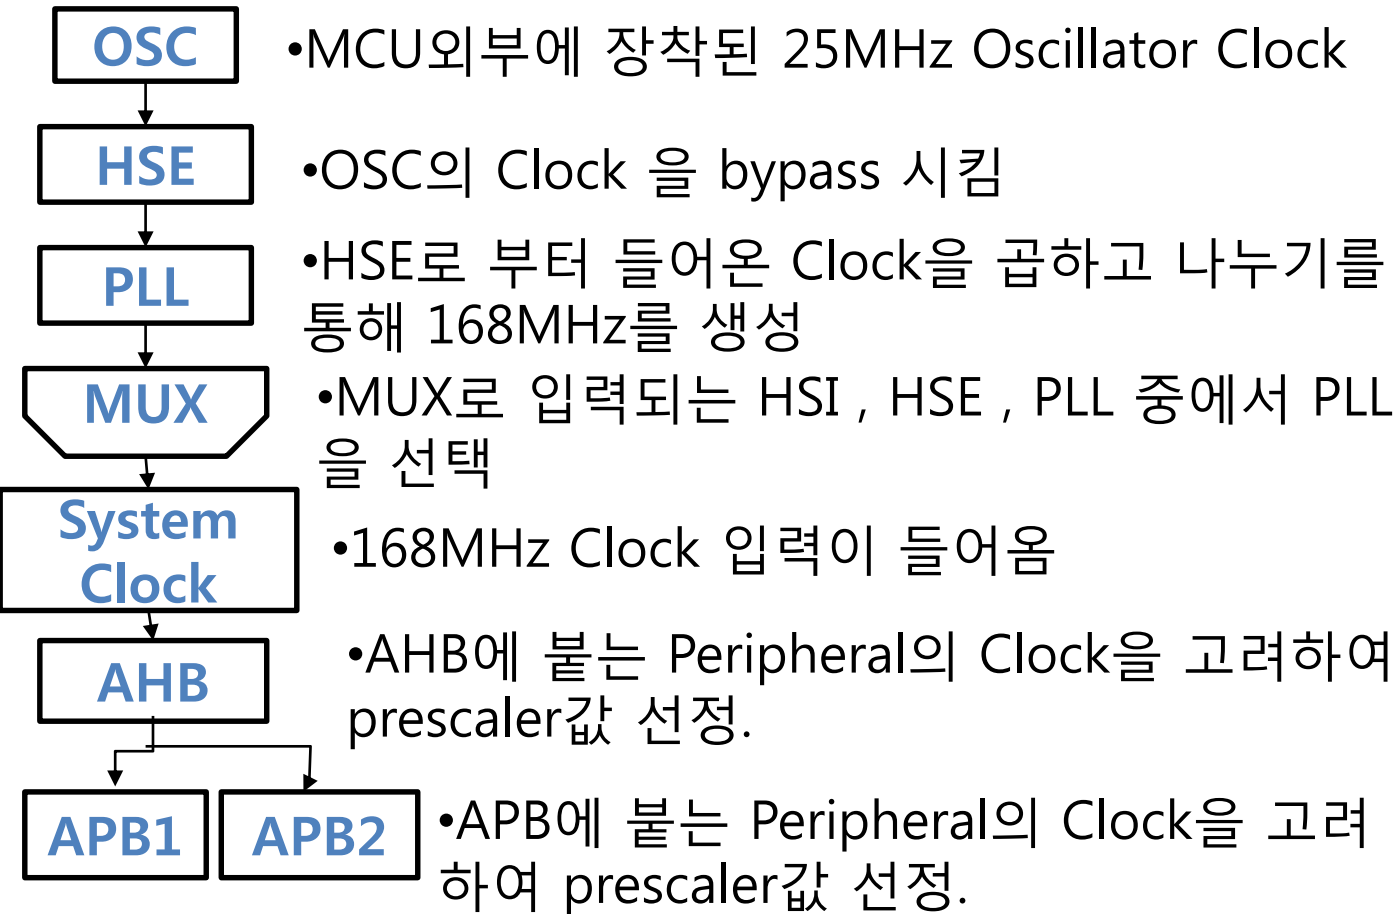 OSC
•MCU외부에 장착된 25MHz Oscillator Clock
HSE
•OSC의 Clock 을 bypass 시킴
PLL
•HSE로 부터 들어온 Clock을 곱하고 나누기를
통해 168MHz를 생성
MUX
•MUX로 입력되는 HSI , HSE , PLL 중에서 PLL
을 선택
System
Clock
•168MHz Clock 입력이 들어옴
AHB
•AHB에 붙는 Peripheral의 Clock을 고려하여
prescaler값 선정.
APB1
APB2
•APB에 붙는 Peripheral의 Clock을 고려
하여 prescaler값 선정.